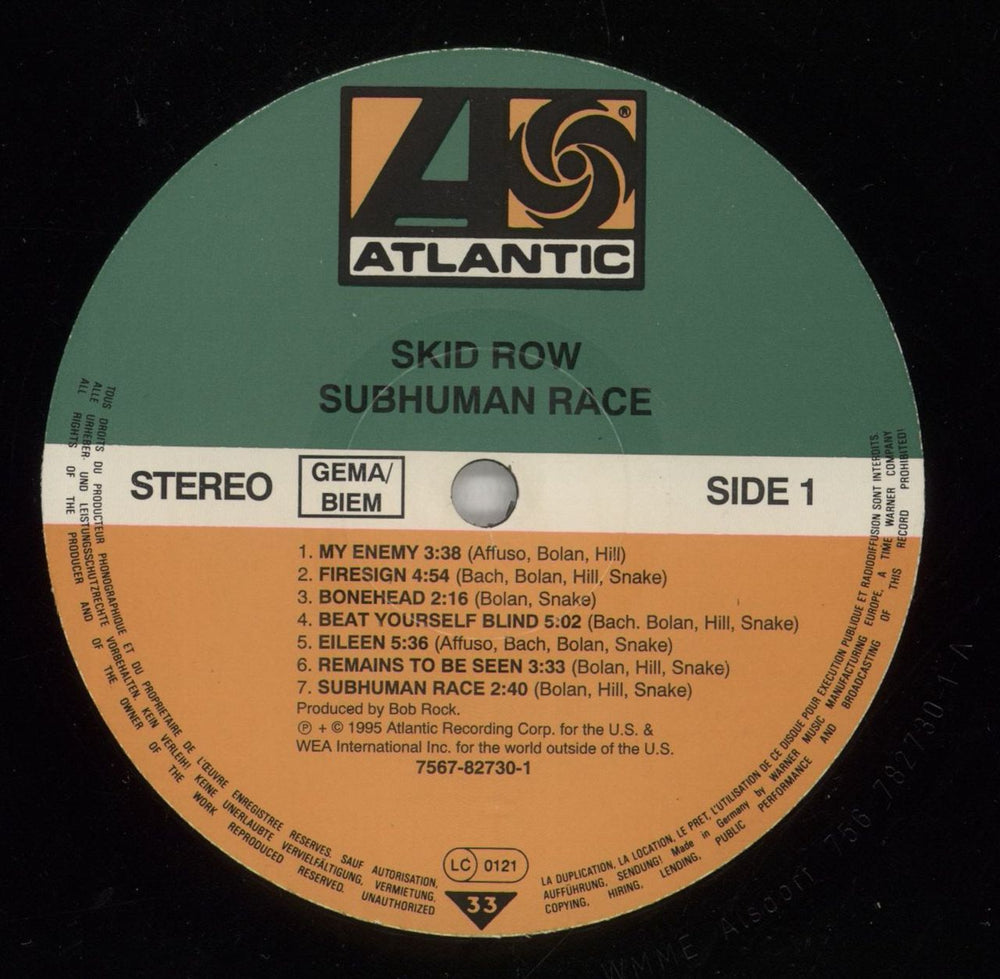 ATLANTIC
®
SKID ROW
SUBHUMAN RACE
STEREO
GEMA/
BIEM
SIDE 1
1. MY ENEMY 3:38 (Affuso, Bolan, Hill)
2. FIRESIGN 4:54 (Bach, Bolan, Hill, Snake)
3. BONEHEAD 2:16 (Bolan, Snake)
4. BEAT YOURSELF BLIND 5:02 (Bach. Bolan, Hill, Snake)
5. EILEEN 5:36 (Affuso, Bach, Bolan, Snake)
6. REMAINS TO BE SEEN 3:33 (Bolan, Hill, Snake)
7. SUBHUMAN RACE 2:40 (Bolan, Hill, Snake)
Produced by Bob Rock.
℗ + © 1995 Atlantic Recording Corp. for the U.S. &
WEA International Inc. for the world outside of the U.S.
7567-82730-1
LC 0121
33
TOUS DROITS DU PRODUCTEUR PHONOGRAPHIQUE ET DU PROPRIETAIRE DE L'ŒUVRE ENREGISTREE RESERVES. SAUF AUTORISATION,
LA DUPLICATION, LA LOCATION, LE PRET, L'UTILISATION DE CE DISQUE POUR EXECUTION PUBLIQUE ET RADIODIFFUSION SONT INTERDITS.
ALLE URHEBER- UND LEISTUNGSSCHUTZRECHTE VORBEHALTEN. KEIN VERLEIH! KEINE UNERLAUBTE VERVIELFÄLTIGUNG, VERMIETUNG,
AUFFÜHRUNG, SENDUNG! Made in Germany by WARNER MUSIC MANUFACTURING EUROPE, A TIME WARNER COMPANY
ALL RIGHTS OF THE PRODUCER AND OF THE OWNER OF THE WORK REPRODUCED RESERVED. UNAUTHORIZED
COPYING, HIRING, LENDING, PUBLIC PERFORMANCE AND BROADCASTING OF THIS RECORD PROHIBITED!